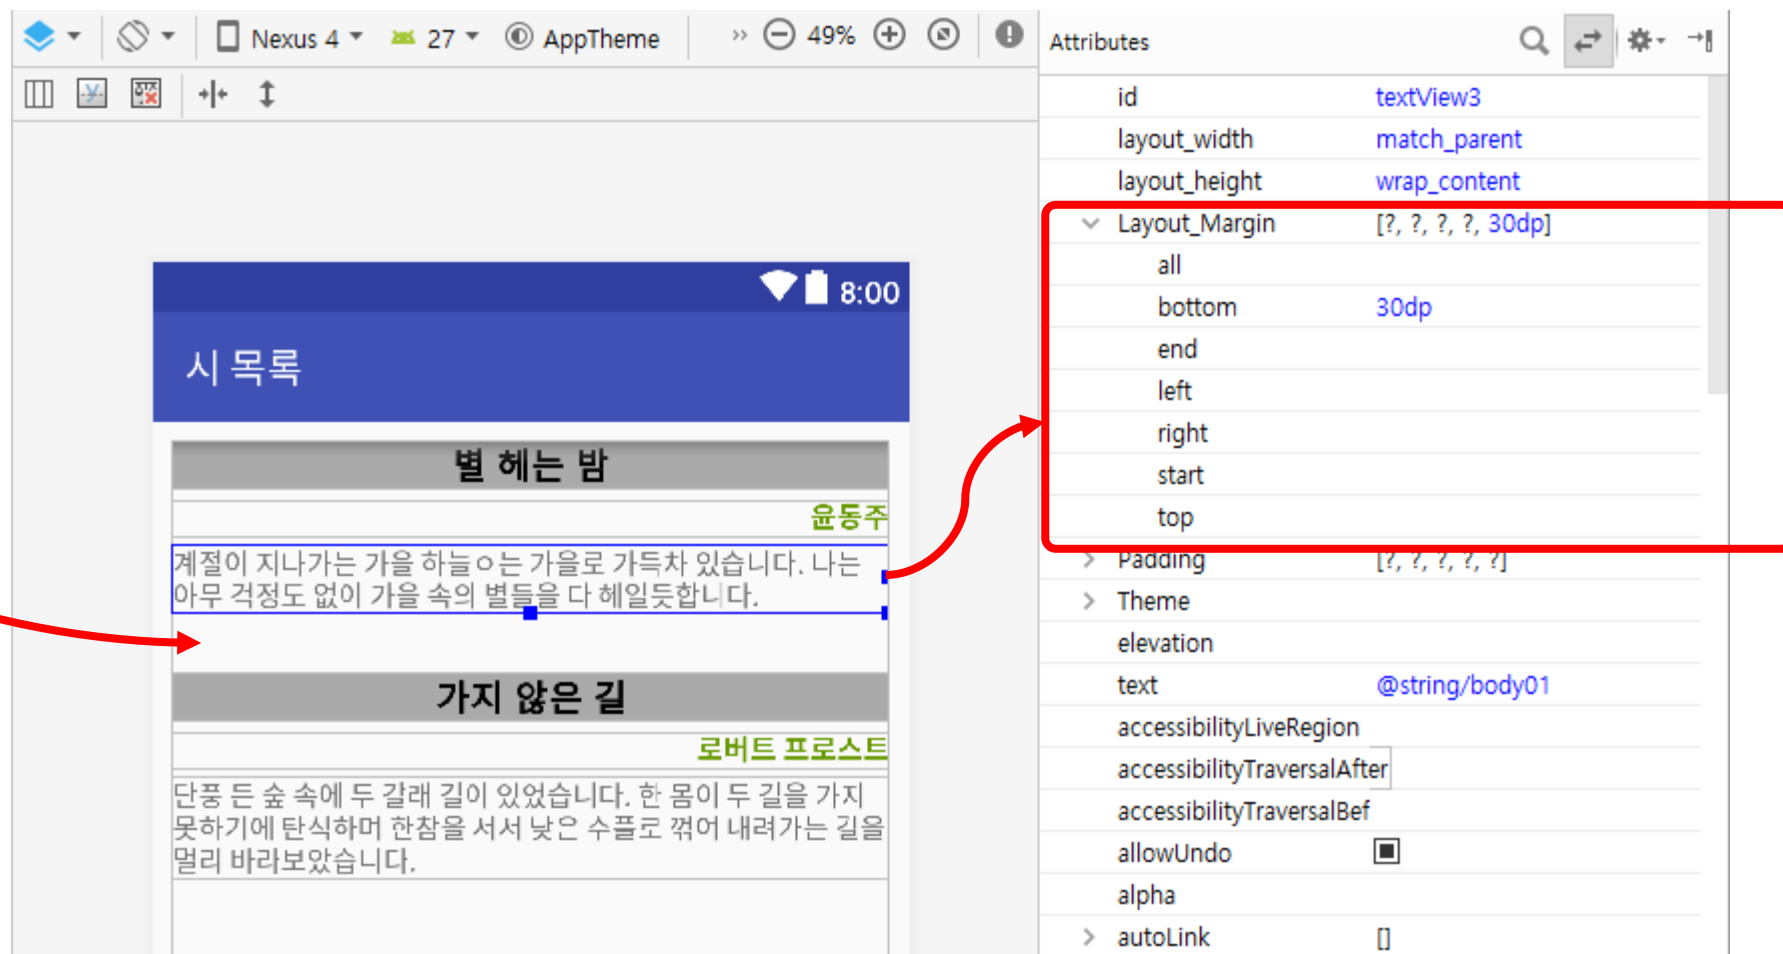 Nexus 4 27 AppTheme » 49%
Attributes
id textView3
layout_width match_parent
layout_height wrap_content
Layout_Margin [?, ?, ?, ?, 30dp]
all
bottom 30dp
end
left
right
start
top
Padding [?, ?, ?, ?, ?]
Theme
elevation
text @string/body01
accessibilityLiveRegion
accessibilityTraversalAfter
accessibilityTraversalBef
allowUndo
alpha
autoLink []
8:00
시 목록
별 헤는 밤
윤동주
계절이 지나가는 가을 하늘ㅇ는 가을로 가득차 있습니다. 나는
아무 걱정도 없이 가을 속의 별들을 다 헤일듯합니다.
가지 않은 길
로버트 프로스트
단풍 든 숲 속에 두 갈래 길이 있었습니다. 한 몸이 두 길을 가지
못하기에 탄식하며 한참을 서서 낮은 수플로 꺾어 내려가는 길을
멀리 바라보았습니다.